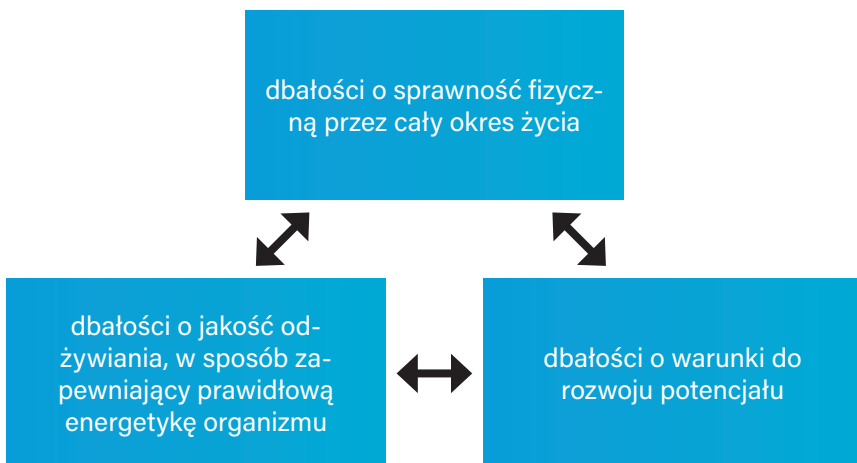 dbałości o sprawność fizycz-
ną przez cały okres życia
dbałości o jakość od-
żywiania, w sposób za-
pewniający prawidłową
energetykę organizmu
dbałości o warunki do
rozwoju potencjału